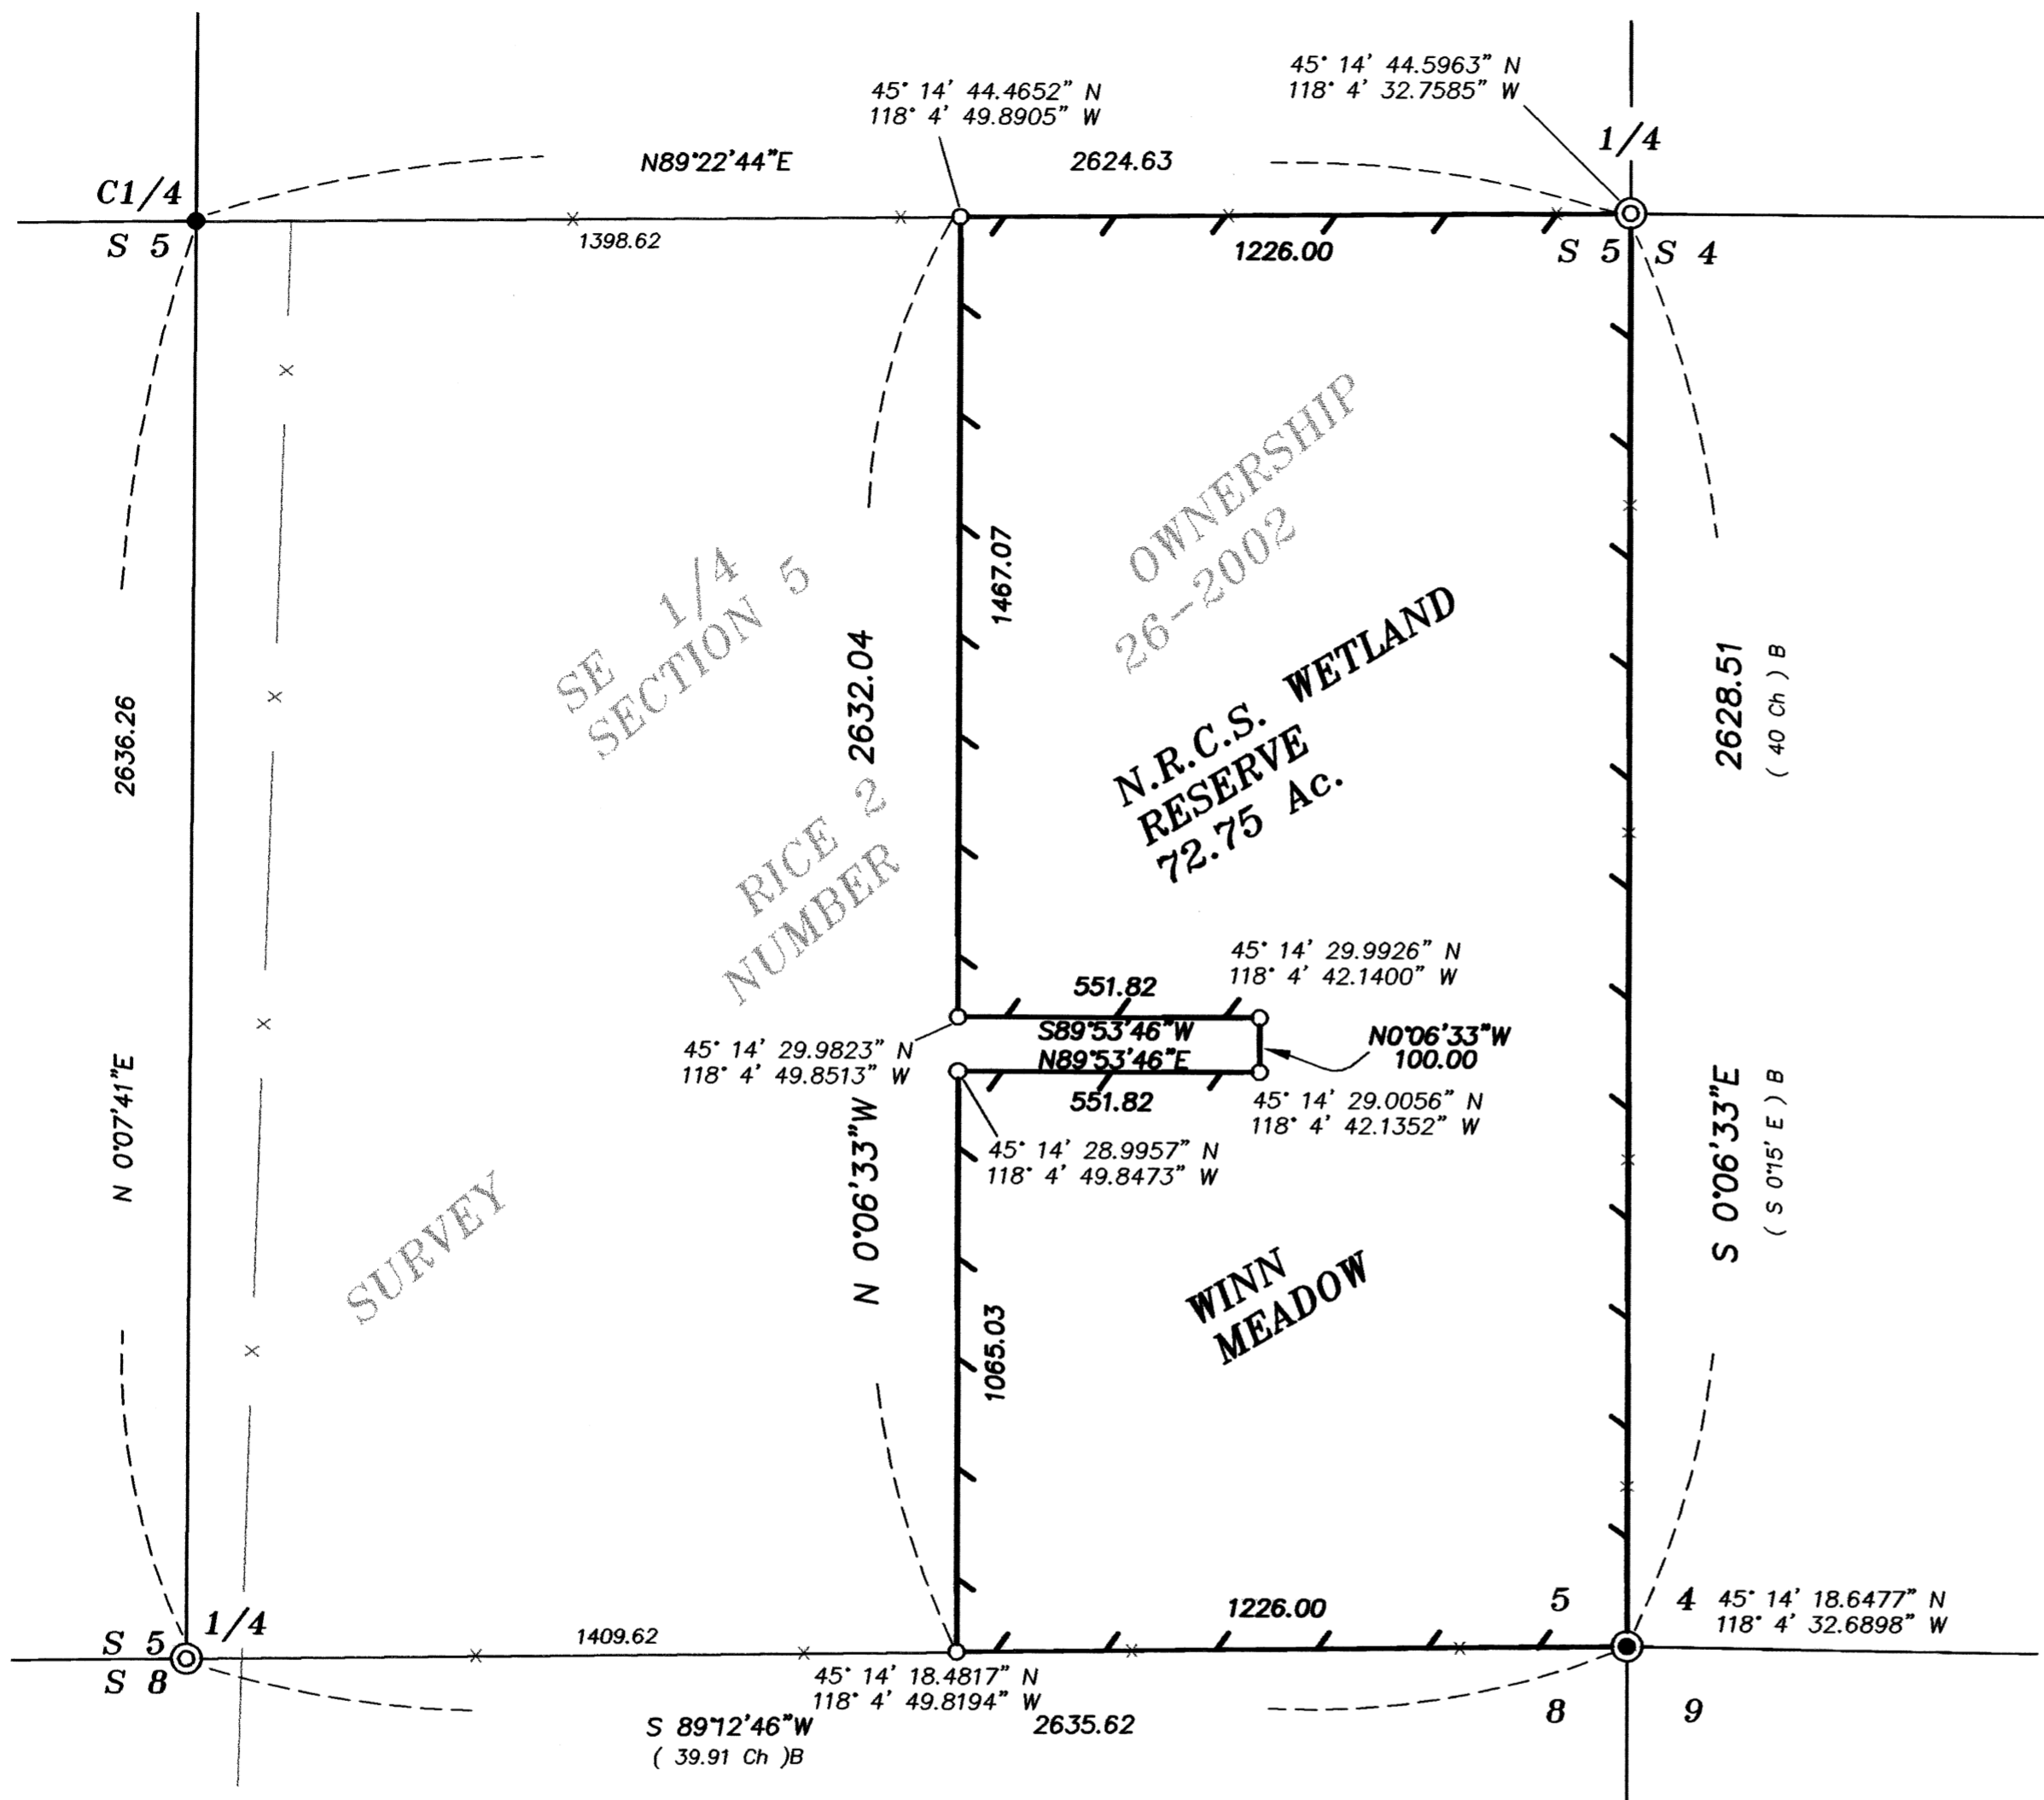 45° 14' 44.5963" N
118° 4' 32.7585" W
45° 14' 44.4652" N
118° 4' 49.8905" W
1/4
N89°22'44"E
2624.63
C1/4
S 5
1398.62
1226.00
S 5
S 4
OWNERSHIP
26-2002
1467.07
SE 1/4
SECTION 5
N.R.C.S. WETLAND
RESERVE
72.75 Ac.
2636.26
2632.04
2628.51
( 40 Ch ) B
RICE 2
NUMBER
45° 14' 29.9926" N
118° 4' 42.1400" W
551.82
S89°53'46"W
N89°53'46"E
551.82
N0°06'33"W
100.00
45° 14' 29.9823" N
118° 4' 49.8513" W
45° 14' 29.0056" N
118° 4' 42.1352" W
45° 14' 28.9957" N
118° 4' 49.8473" W
N 0°07'41"E
N 0°06'33"W
S 0°06'33"E
( S 0°15' E ) B
SURVEY
WINN
MEADOW
1065.03
1226.00
5
4
45° 14' 18.6477" N
118° 4' 32.6898" W
1/4
S 5
S 8
1409.62
45° 14' 18.4817" N
118° 4' 49.8194" W
8
9
S 89°12'46"W
2635.62
( 39.91 Ch )B